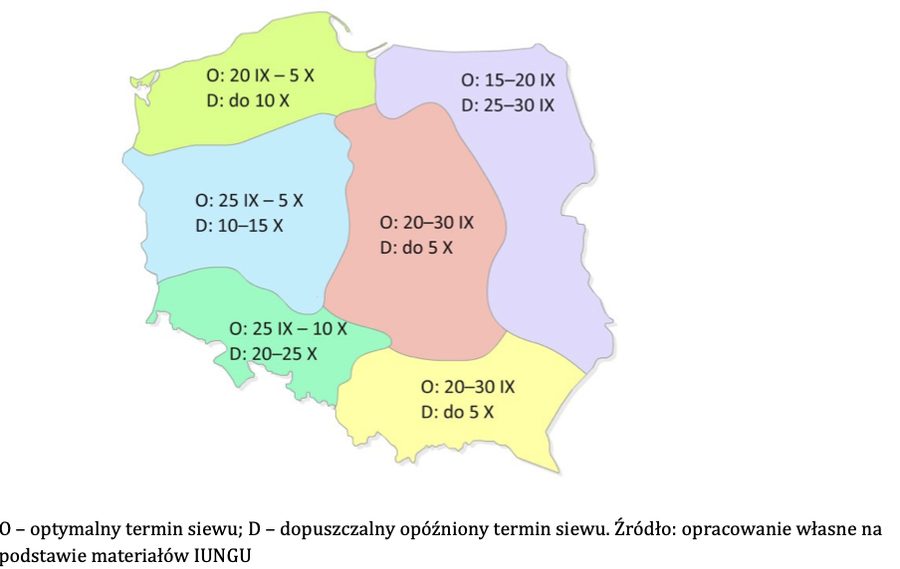 O: 20 IX – 5 X
D: do 10 X
O: 15–20 IX
D: 25–30 IX
O: 25 IX – 5 X
D: 10–15 X
O: 20–30 IX
D: do 5 X
O: 25 IX – 10 X
D: 20–25 X
O: 20–30 IX
D: do 5 X
O – optymalny termin siewu; D – dopuszczalny opóźniony termin siewu. Źródło: opracowanie własne na
podstawie materiałów IUNGU